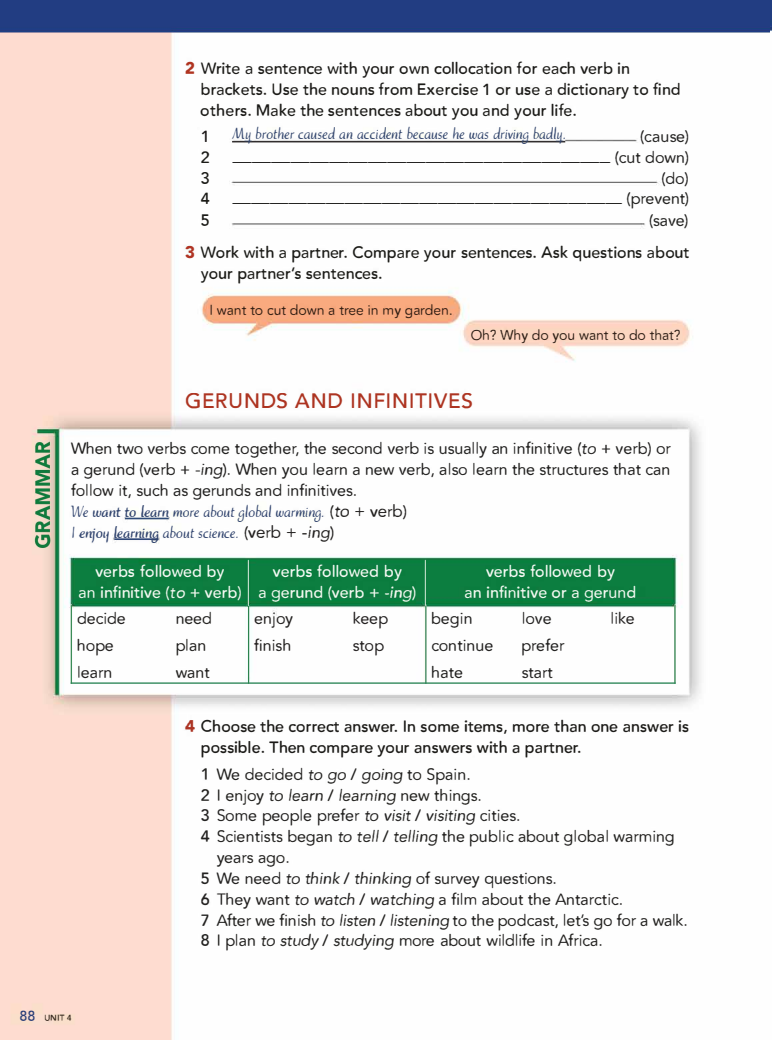 2 Write a sentence with your own collocation for each verb in
brackets. Use the nouns from Exercise 1 or use a dictionary to find
others. Make the sentences about you and your life.
1 My brother caused an accident because he was driving badly. (cause)
2 (cut down)
3 (do)
4 (prevent)
5 (save)
3 Work with a partner. Compare your sentences. Ask questions about
your partner's sentences.
I want to cut down a tree in my garden.
Oh? Why do you want to do that?
GERUNDS AND INFINITIVES
GRAMMAR
When two verbs come together, the second verb is usually an infinitive (to + verb) or
a gerund (verb + -ing). When you learn a new verb, also learn the structures that can
follow it, such as gerunds and infinitives.
We want to learn more about global warming. (to + verb)
I enjoy learning about science. (verb + -ing)
verbs followed by verbs followed by verbs followed by
an infinitive (to + verb) a gerund (verb + -ing) an infinitive or a gerund
decide need enjoy keep begin love like
hope plan finish stop continue prefer
learn want hate start
4 Choose the correct answer. In some items, more than one answer is
possible. Then compare your answers with a partner.
1 We decided to go / going to Spain.
2 I enjoy to learn / learning new things.
3 Some people prefer to visit / visiting cities.
4 Scientists began to tell / telling the public about global warming
years ago.
5 We need to think / thinking of survey questions.
6 They want to watch / watching a film about the Antarctic.
7 After we finish to listen / listening to the podcast, let's go for a walk.
8 I plan to study / studying more about wildlife in Africa.
88 UNIT 4